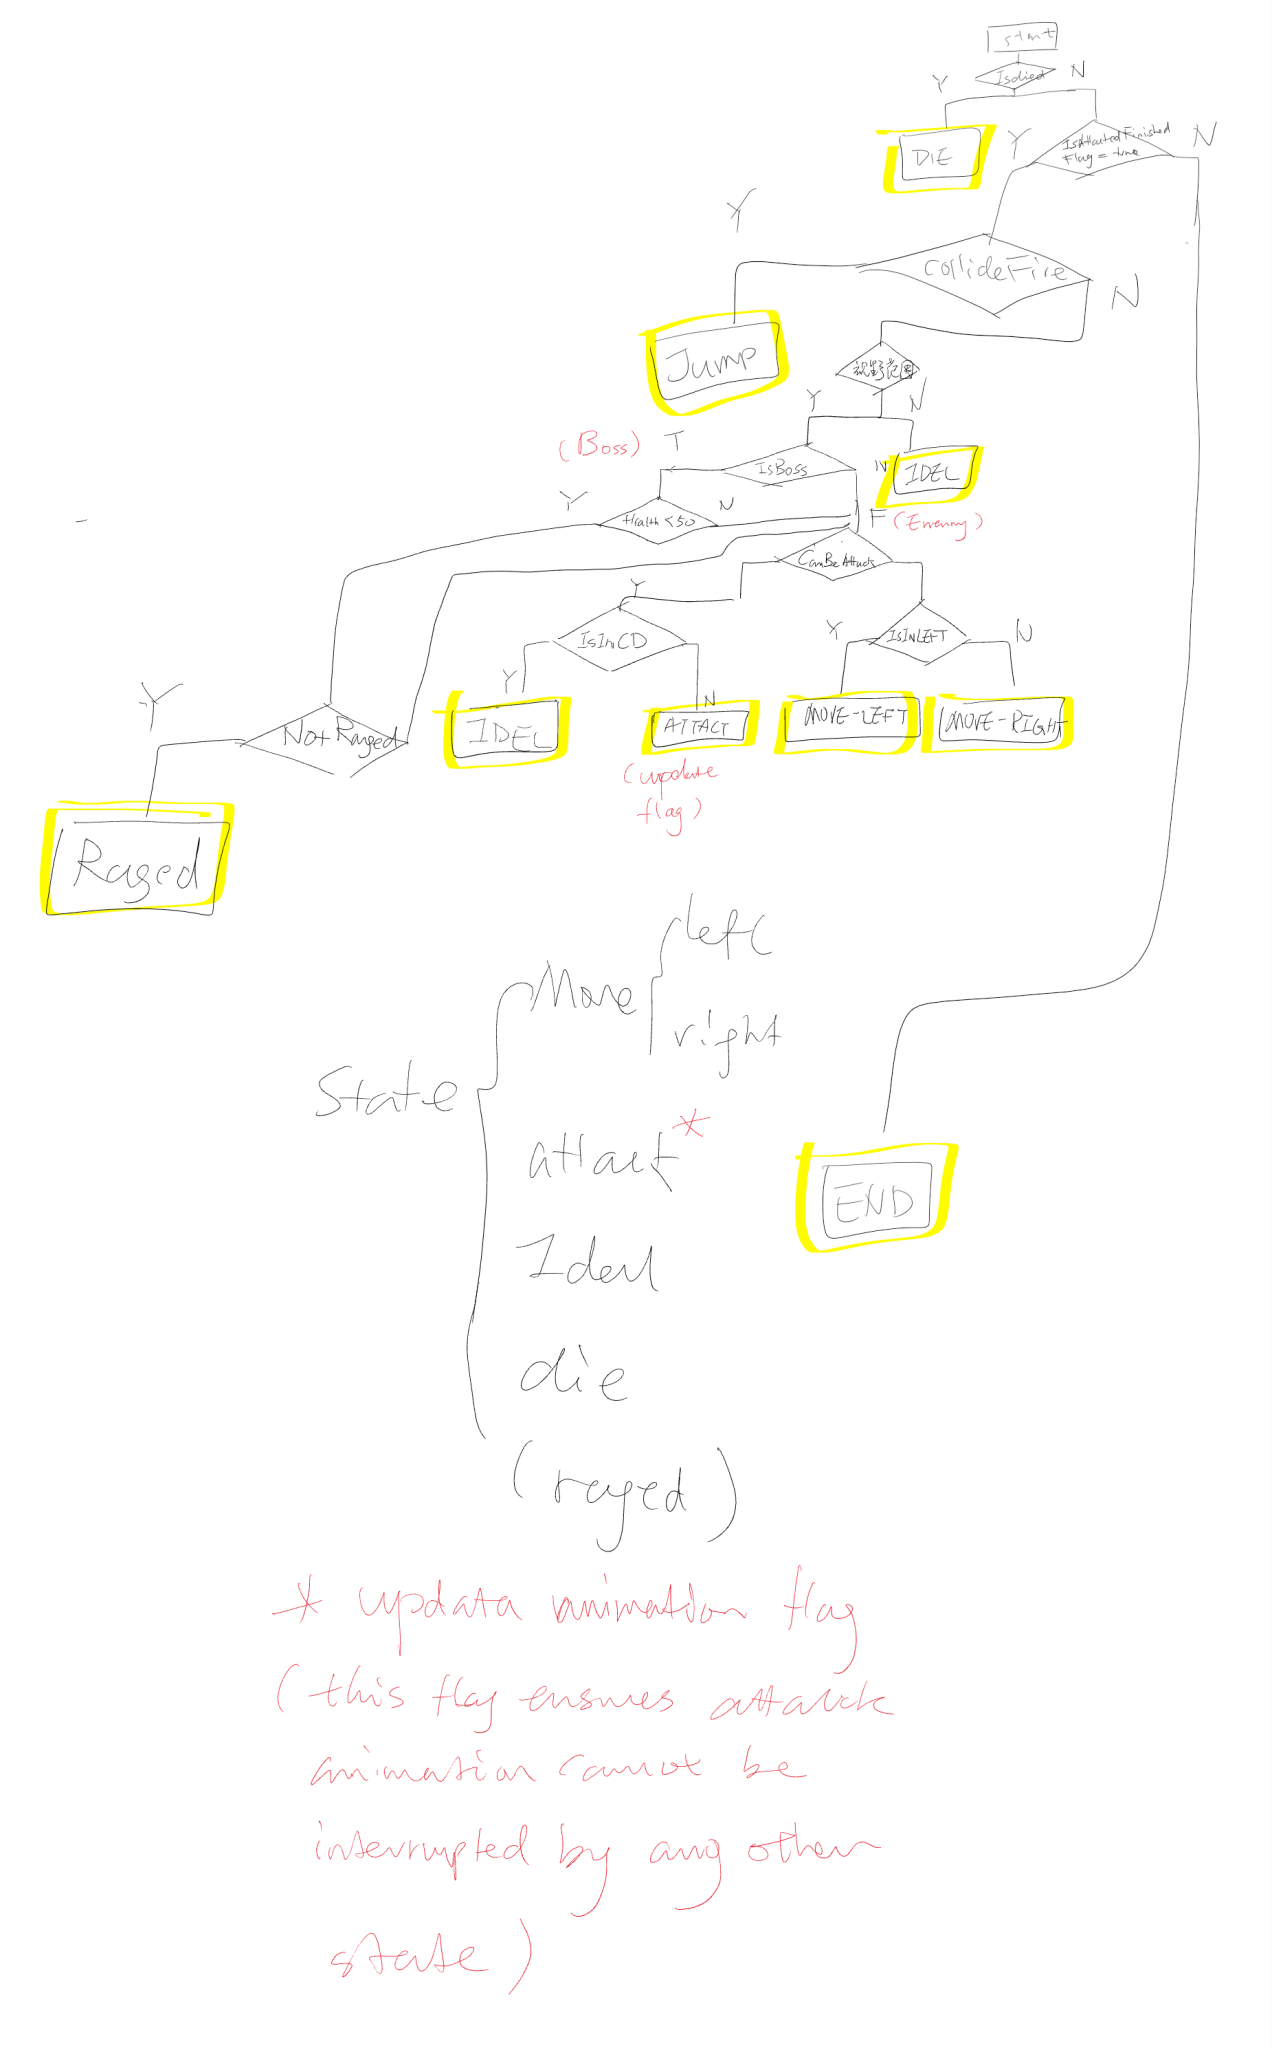 start
Isdied
Y
N
DIE
Y
IsAttactedFinished
Flag = true
N
Y
CollideFire
N
Jump
视野范围
Y
N
(Boss)
T
IsBoss
N
IDEL
Y
Health < 50
N
F
(Enemy)
CanBeAttack
Y
IsInCD
Y
IsInLEFT
N
Y
NotRanged
Y
IDEL
N
ATTACT
MOVE-LEFT
MOVE-RIGHT
(update
flag)
Raged
State
Move
left
right
attact*
Idel
die
(raged)
END
* updata animation flag
(this flag ensures attatck
animation cannot be
interrupted by any other
state)